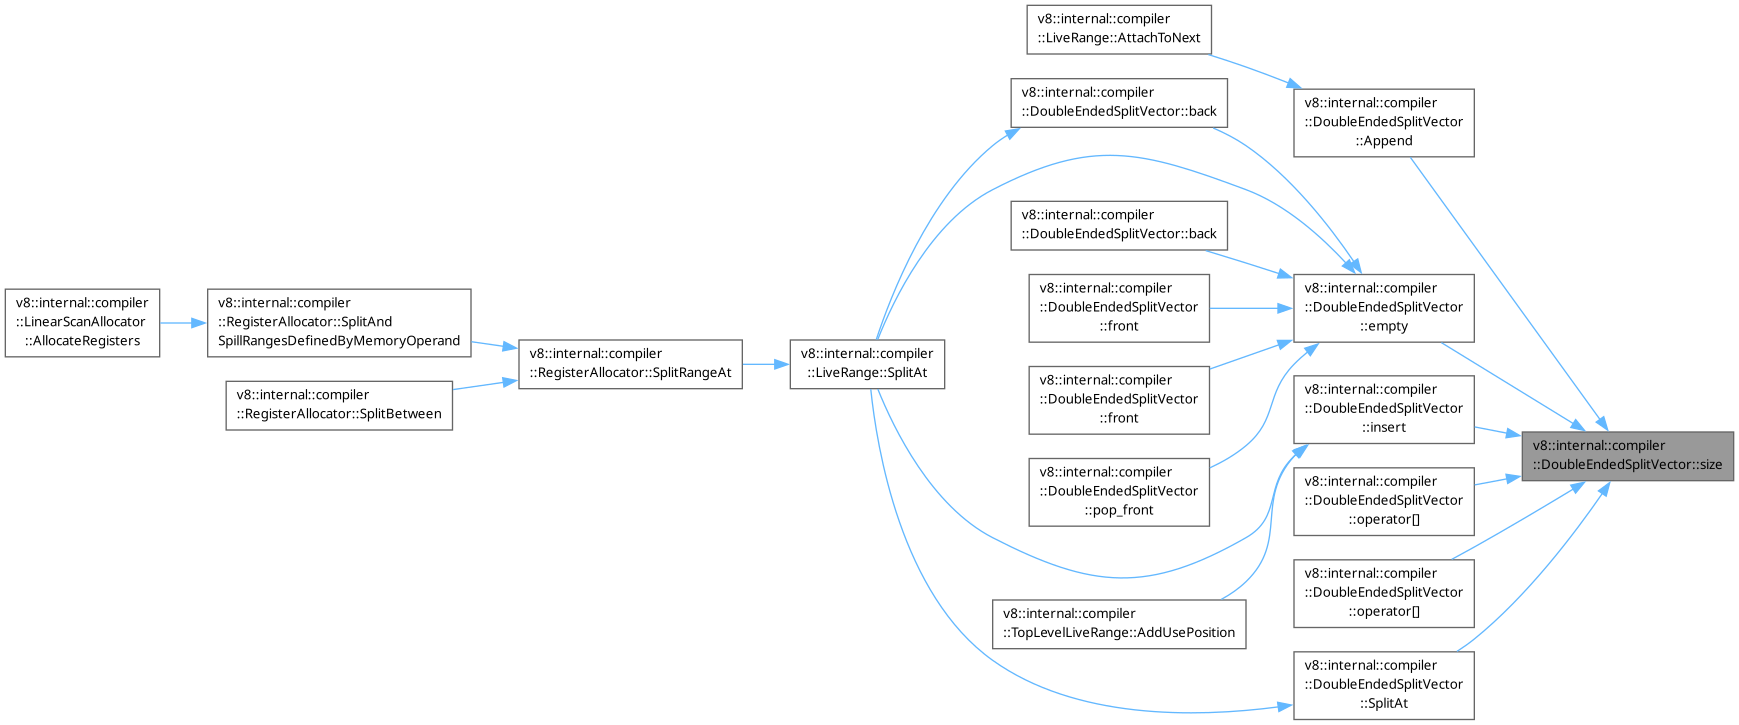 v8::internal::compiler
::LiveRange::AttachToNext
v8::internal::compiler
::DoubleEndedSplitVector::back
v8::internal::compiler
::DoubleEndedSplitVector
::Append
v8::internal::compiler
::DoubleEndedSplitVector::back
v8::internal::compiler
::DoubleEndedSplitVector
::front
v8::internal::compiler
::DoubleEndedSplitVector
::empty
v8::internal::compiler
::LinearScanAllocator
::AllocateRegisters
v8::internal::compiler
::RegisterAllocator::SplitAnd
SpillRangesDefinedByMemoryOperand
v8::internal::compiler
::RegisterAllocator::SplitRangeAt
v8::internal::compiler
::LiveRange::SplitAt
v8::internal::compiler
::DoubleEndedSplitVector
::front
v8::internal::compiler
::RegisterAllocator::SplitBetween
v8::internal::compiler
::DoubleEndedSplitVector
::insert
v8::internal::compiler
::DoubleEndedSplitVector::size
v8::internal::compiler
::DoubleEndedSplitVector
::pop_front
v8::internal::compiler
::DoubleEndedSplitVector
::operator[]
v8::internal::compiler
::DoubleEndedSplitVector
::operator[]
v8::internal::compiler
::TopLevelLiveRange::AddUsePosition
v8::internal::compiler
::DoubleEndedSplitVector
::SplitAt